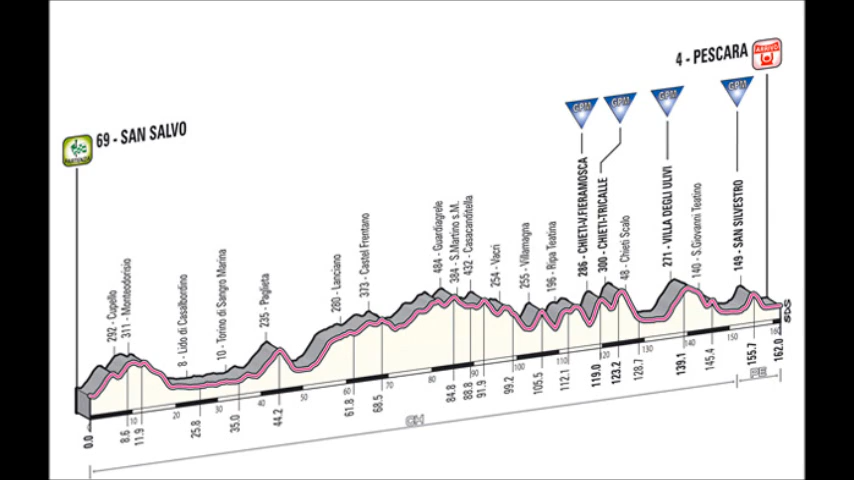 4 - PESCARA
ARRIVO
69 - SAN SALVO
PARTENZA
GPM
GPM
GPM
GPM
292 - Cupello
311 - Monteodorisio
8 - Lido di Casalbordino
10 - Torino di Sangro Marina
235 - Paglieta
280 - Lanciano
373 - Castel Frentano
484 - Guardiagrele
384 - S.Martino s.M.
432 - Casacanditella
254 - Vacri
255 - Villamagna
196 - Ripa Teatina
286 - CHIETI-V.FIERAMOSCA
300 - CHIETI-TRICALLE
48 - Chieti Scalo
271 - VILLA DEGLI ULIVI
140 - S.Giovanni Teatino
149 - SAN SILVESTRO
SDS
10
20
30
40
50
60
70
80
90
100
110
120
130
140
150
160
0.0
8.6
11.9
25.8
35.0
44.2
61.8
68.5
84.8
88.8
91.9
99.2
105.5
112.1
119.0
123.2
128.7
139.1
145.4
155.7
162.0
CH
PE